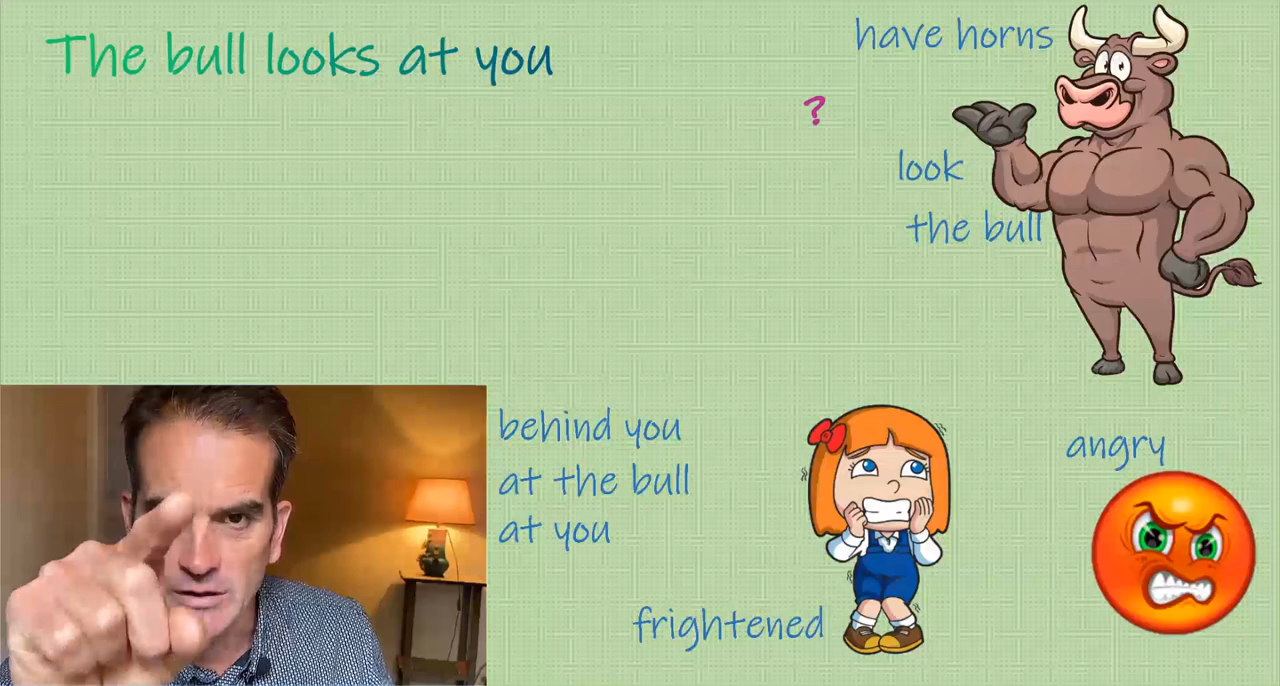 The bull looks at you
have horns
?
look
the bull
behind you
at the bull
at you
angry
frightened